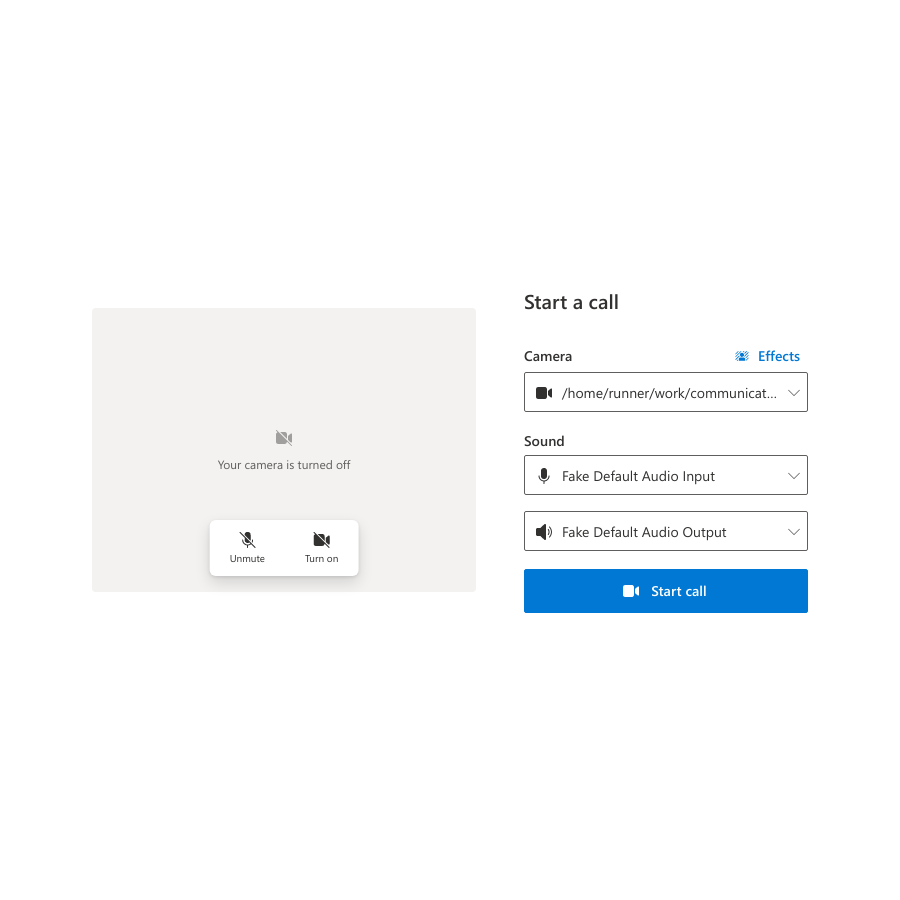 Your camera is turned off
Unmute
Turn on
Start a call
Camera
Effects
/home/runner/work/communicat...
Sound
Fake Default Audio Input
Fake Default Audio Output
Start call